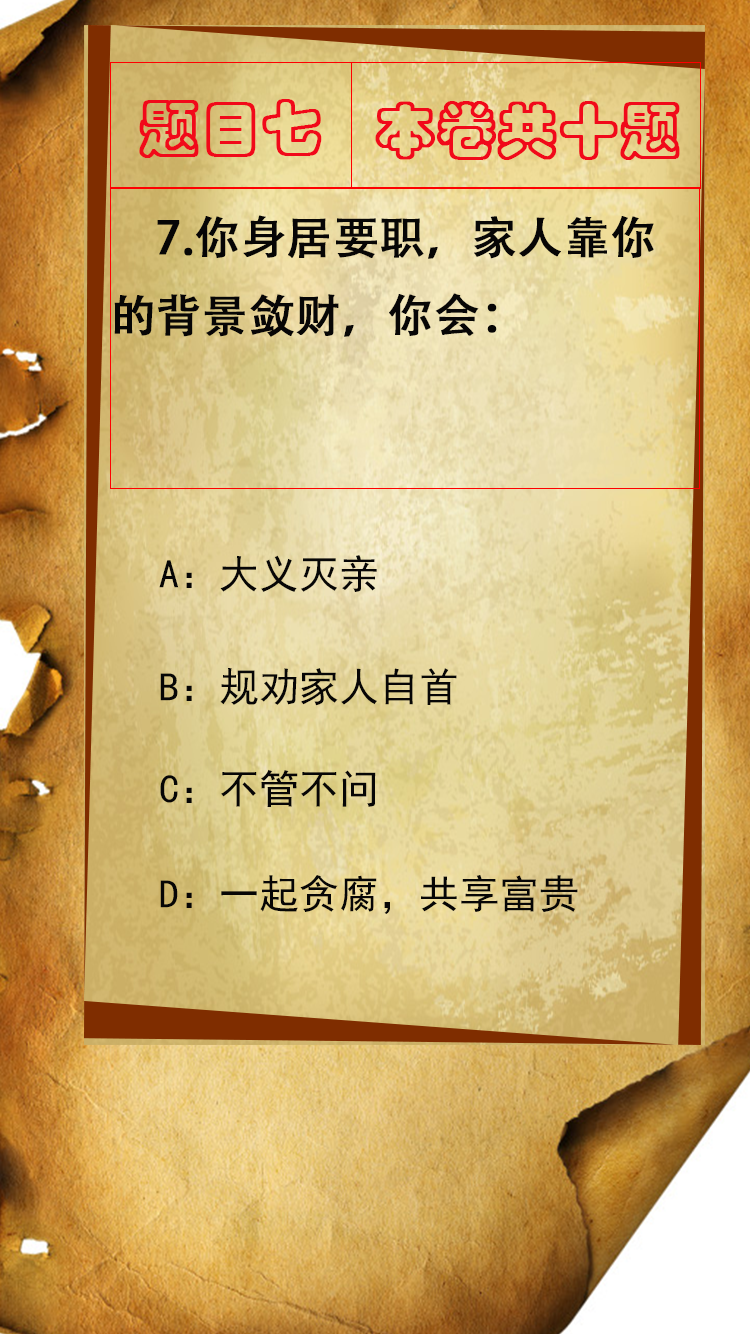 题目七 本卷共十题
7.你身居要职，家人靠你
的背景敛财，你会：
A：大义灭亲
B：规劝家人自首
C：不管不问
D：一起贪腐，共享富贵